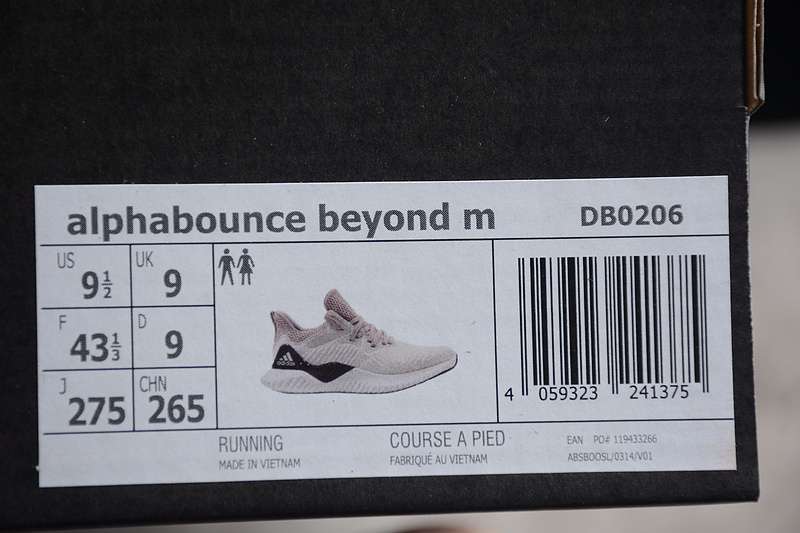 alphabounce beyond m DB0206
US 9½ UK 9
F 43⅓ D 9
J 275 CHN 265
adidas
4 059323 241375
RUNNING COURSE A PIED EAN PO# 119433266
MADE IN VIETNAM FABRIQUÉ AU VIETNAM ABSBOOSL/0314/V01